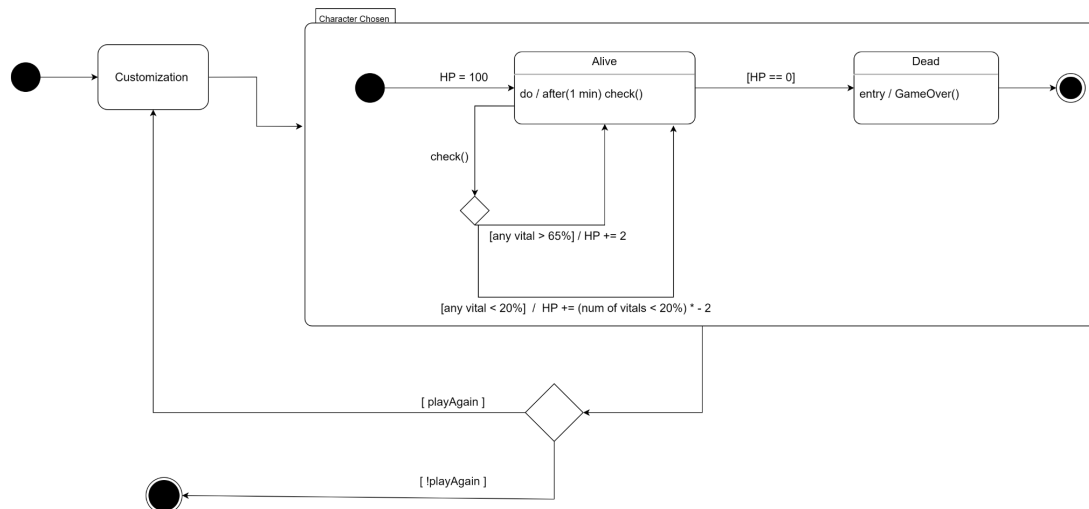 Character Chosen
Customization
HP = 100
Alive
do / after(1 min) check()
[HP == 0]
Dead
entry / GameOver()
check()
[any vital > 65%] / HP += 2
[any vital < 20%]  /  HP += (num of vitals < 20%) * - 2
[ playAgain ]
[ !playAgain ]